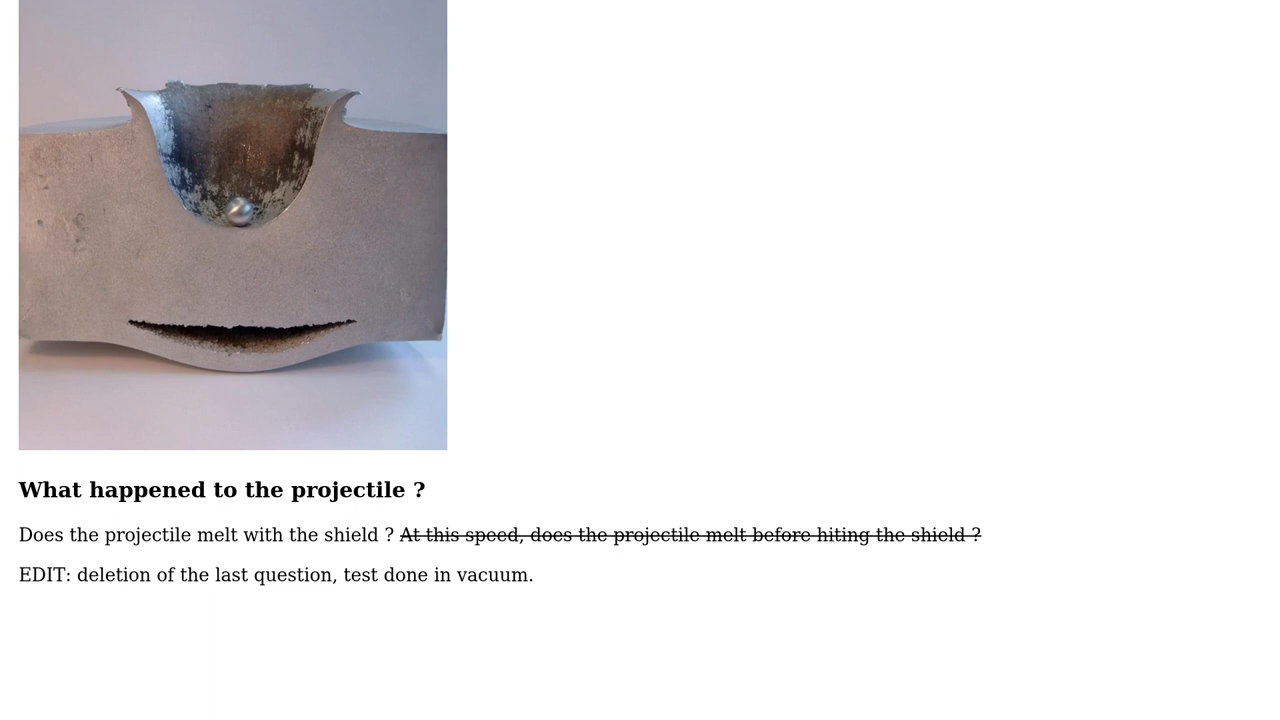 What happened to the projectile ?
Does the projectile melt with the shield ? At this speed, does the projectile melt before hiting the shield ?
EDIT: deletion of the last question, test done in vacuum.